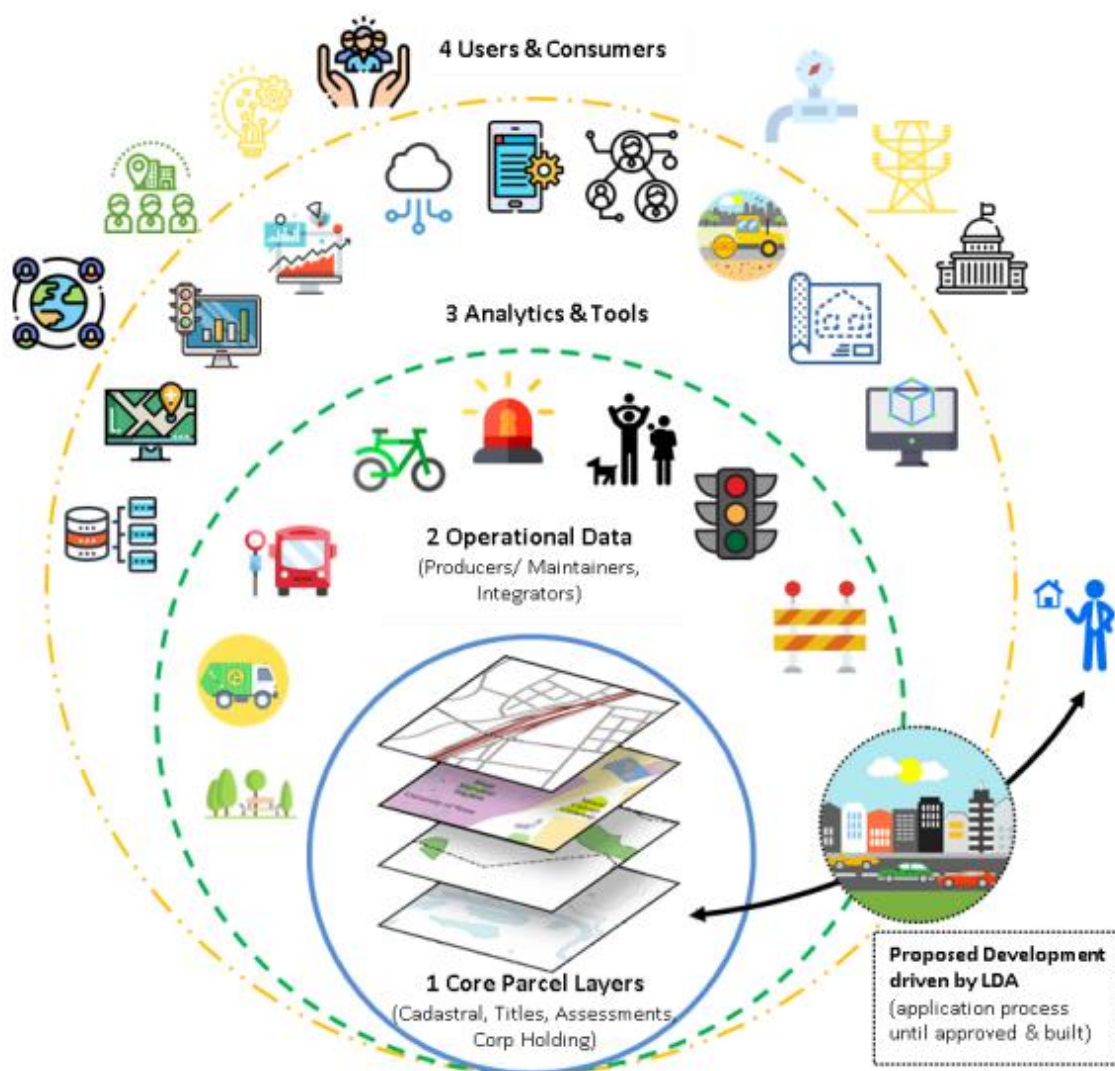 4 Users & Consumers
3 Analytics & Tools
2 Operational Data
(Producers/ Maintainers,
Integrators)
1 Core Parcel Layers
(Cadastral, Titles, Assessments,
Corp Holding)
Proposed Development
driven by LDA
(application process
until approved & built)